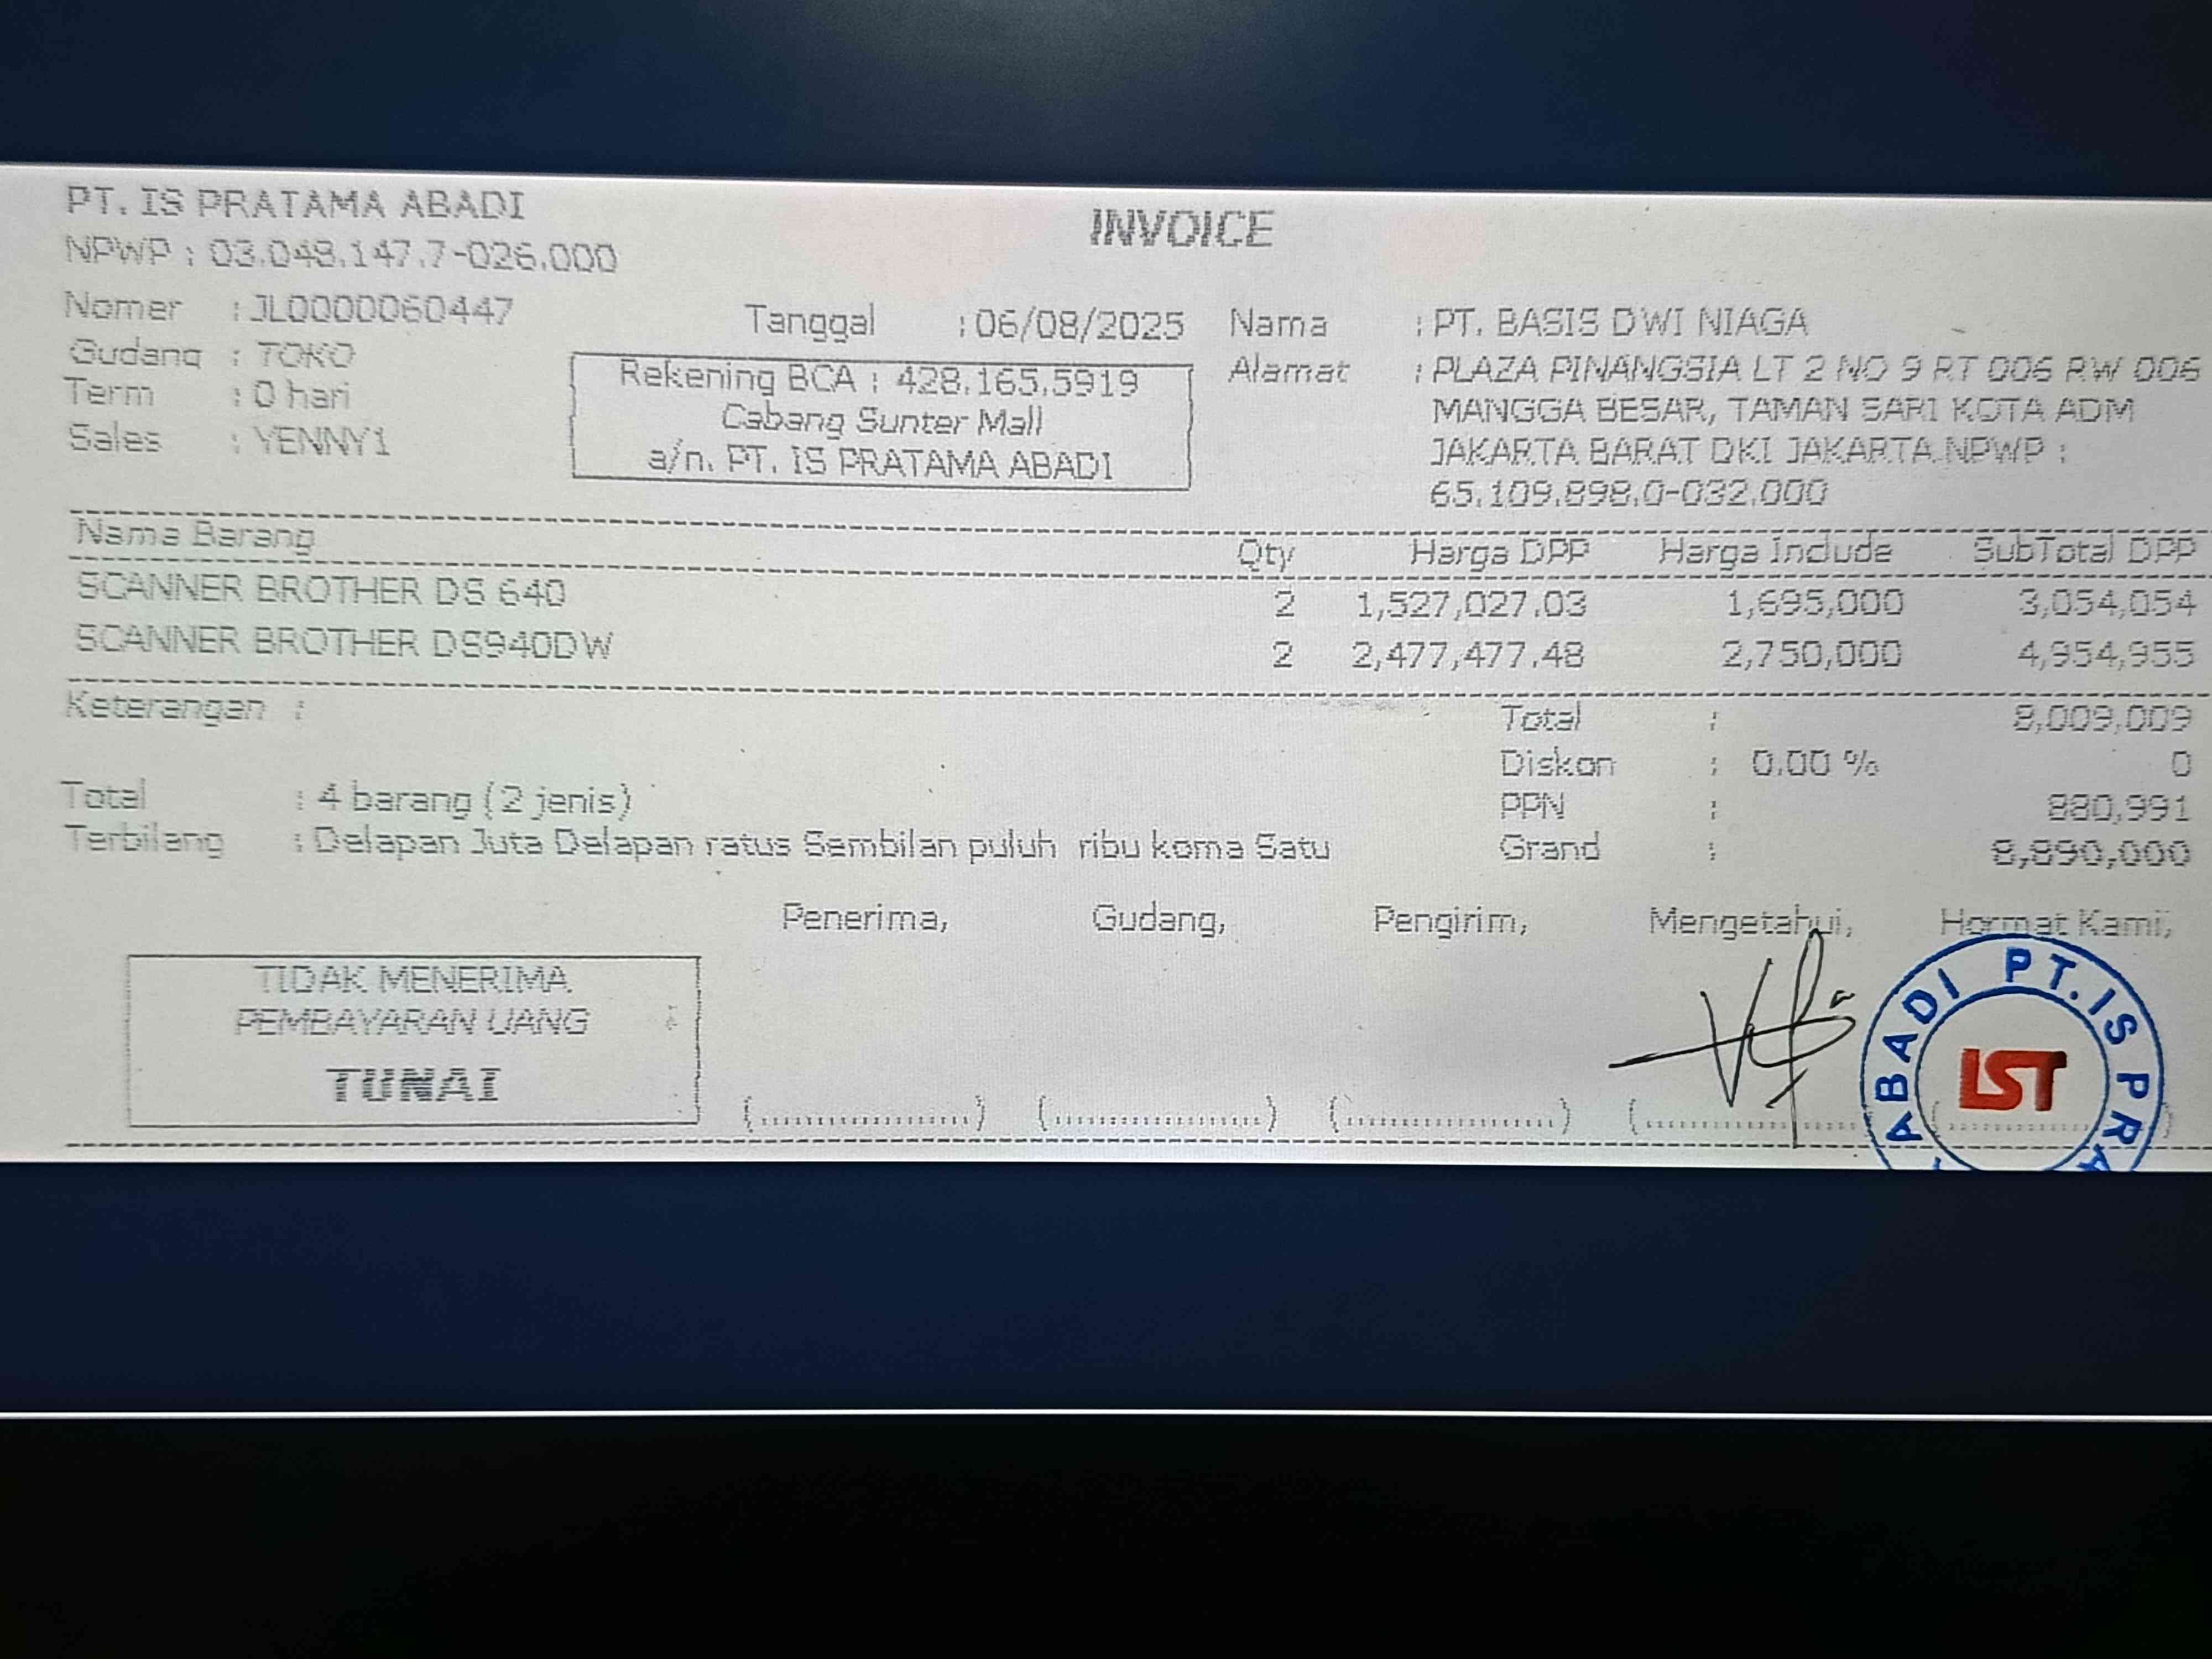 PT. IS PRATAMA ABADI
INVOICE
NPWP : 03.048.147.7-026.000
Nomer : JL0000060447
Tanggal : 06/08/2025
Nama : PT. BASIS DWI NIAGA
Gudang : TOKO
Term : 0 hari
Sales : YENNY1
Rekening BCA : 428.165.5919
Cabang Sunter Mall
a/n. PT. IS PRATAMA ABADI
Alamat : PLAZA PINANGSIA LT 2 NO 9 RT 006 RW 006
MANGGA BESAR, TAMAN SARI KOTA ADM
JAKARTA BARAT DKI JAKARTA NPWP :
65.109.898.0-032.000
Nama Barang Qty Harga DPP Harga Include SubTotal DPP
SCANNER BROTHER DS 640 2 1,527,027.03 1,695,000 3,054,054
SCANNER BROTHER DS940DW 2 2,477,477.48 2,750,000 4,954,955
Keterangan :
Total : 8,009,009
Diskon : 0.00 % 0
PPN : 880,991
Grand : 8,890,000
Total : 4 barang (2 jenis)
Terbilang : Delapan Juta Delapan ratus Sembilan puluh ribu koma Satu
Penerima, Gudang, Pengirim, Mengetahui, Hormat Kami,
TIDAK MENERIMA
PEMBAYARAN UANG
TUNAI
(................) (................) (................) (................
ABADI PT. IS PRA
IST